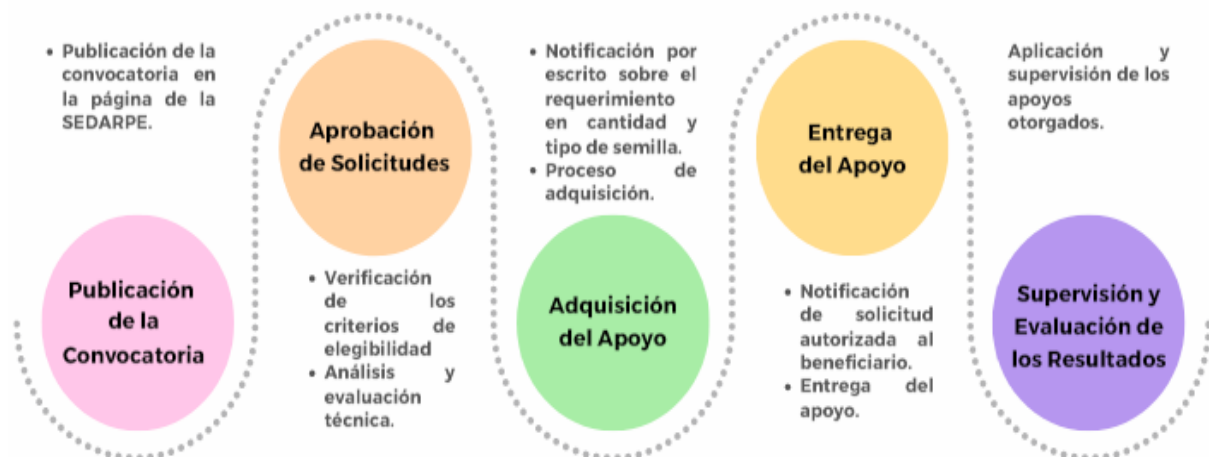 • Publicación de la
convocatoria en
la página de la
SEDARPE.
Publicación
de la
Convocatoria
Aprobación
de Solicitudes
• Verificación
de los
criterios de
elegibilidad
• Análisis y
evaluación
técnica.
• Notificación por
escrito sobre el
requerimiento
en cantidad y
tipo de semilla.
• Proceso de
adquisición.
Adquisición
del Apoyo
Entrega
del Apoyo
• Notificación
de solicitud
autorizada al
beneficiario.
• Entrega del
apoyo.
Aplicación y
supervisión de los
apoyos
otorgados.
Supervisión y
Evaluación de
los Resultados